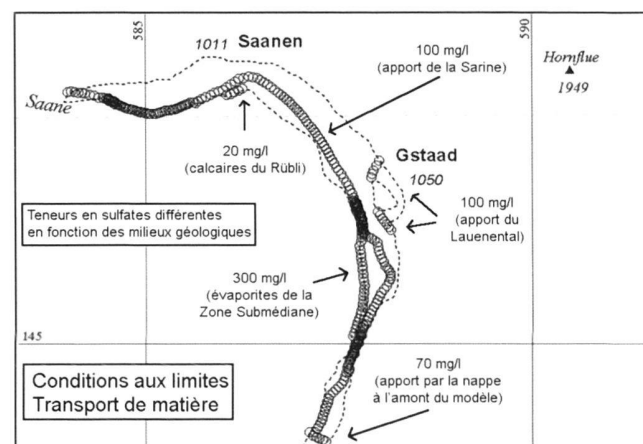 585
590
1011 Saanen
100 mg/l
(apport de la Sarine)
Hornflue
1949
Saane
20 mg/l
(calcaires du Rübli)
Gstaad
1050
100 mg/l
(apport du
Lauenental)
Teneurs en sulfates différentes
en fonction des milieux géologiques
300 mg/l
(évaporites de la
Zone Submédiane)
145
70 mg/l
(apport par la nappe
à l'amont du modèle)
Conditions aux limites
Transport de matière